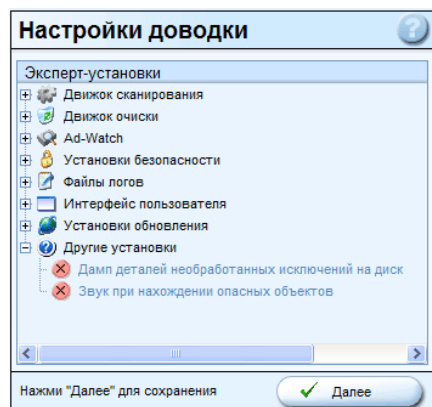 Настройки доводки
Эксперт-установки
Движок сканирования
Движок очиски
Ad-Watch
Установки безопасности
Файлы логов
Интерфейс пользователя
Установки обновления
Другие установки
Дамп деталей необработанных исключений на диск
Звук при нахождении опасных объектов
Нажми "Далее" для сохранения
Далее